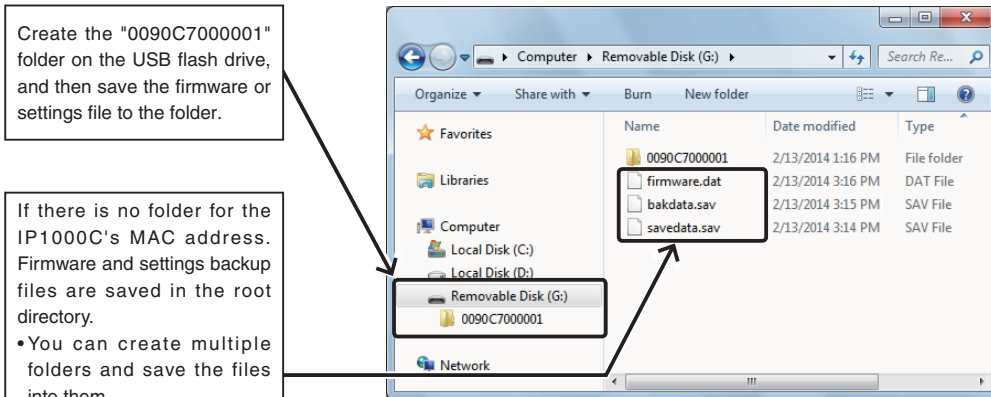 Create the "0090C7000001"
folder on the USB flash drive,
and then save the firmware or
settings file to the folder.
If there is no folder for the
IP1000C's MAC address.
Firmware and settings backup
files are saved in the root
directory.
•You can create multiple
folders and save the files
into them.
Computer Removable Disk (G:) Search Re...
Organize Share with Burn New folder
Favorites
Libraries
Computer
Local Disk (C:)
Local Disk (D:)
Removable Disk (G:)
0090C7000001
Network
Name Date modified Type
0090C7000001 2/13/2014 1:16 PM File folder
firmware.dat 2/13/2014 3:16 PM DAT File
bakdata.sav 2/13/2014 3:15 PM SAV File
savedata.sav 2/13/2014 3:14 PM SAV File